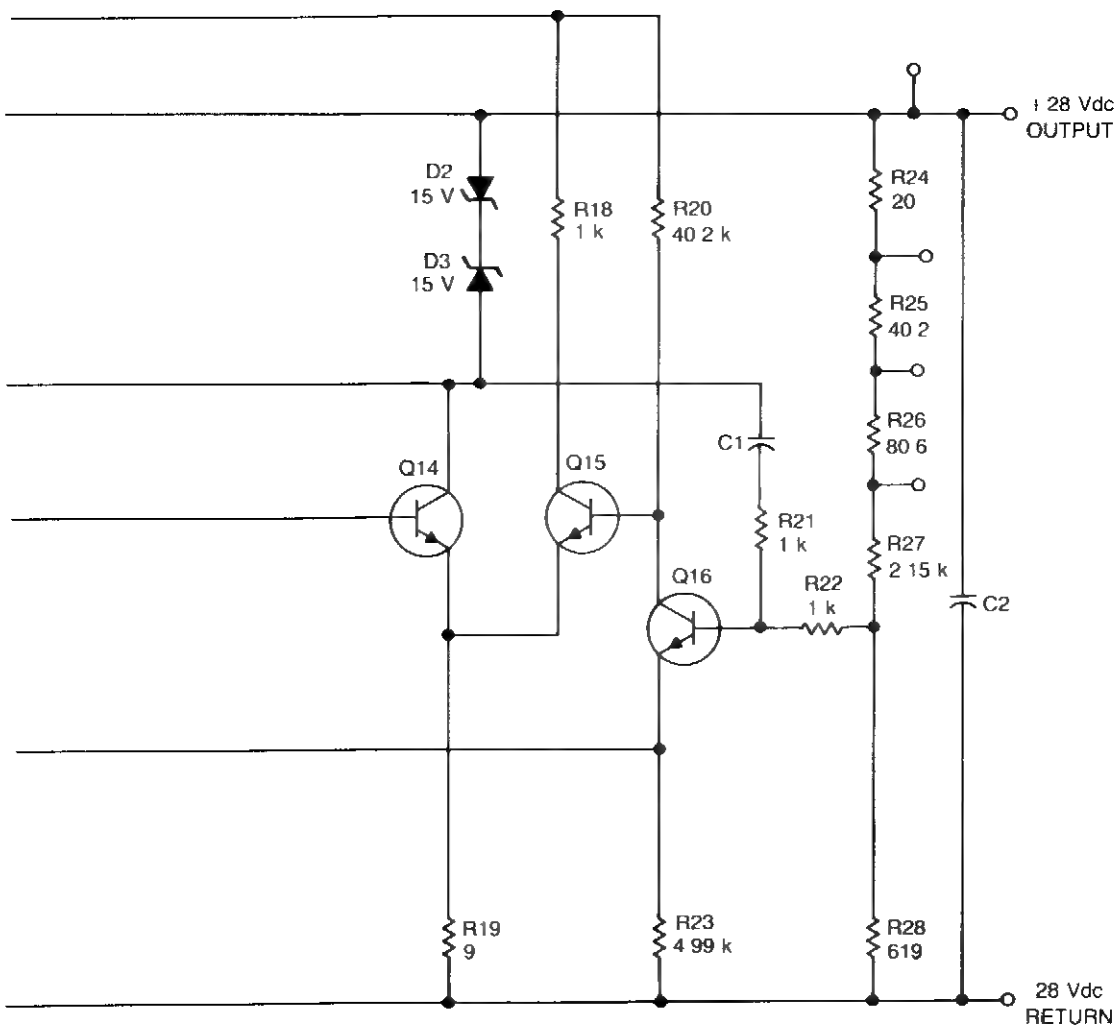 + 28 Vdc
OUTPUT
D2
15 V
R18
1 k
R20
40 2 k
R24
20
D3
15 V
R25
40 2
C1
R26
80 6
Q14
Q15
R21
1 k
R27
2 15 k
Q16
R22
1 k
C2
R19
9
R23
4 99 k
R28
619
28 Vdc
RETURN